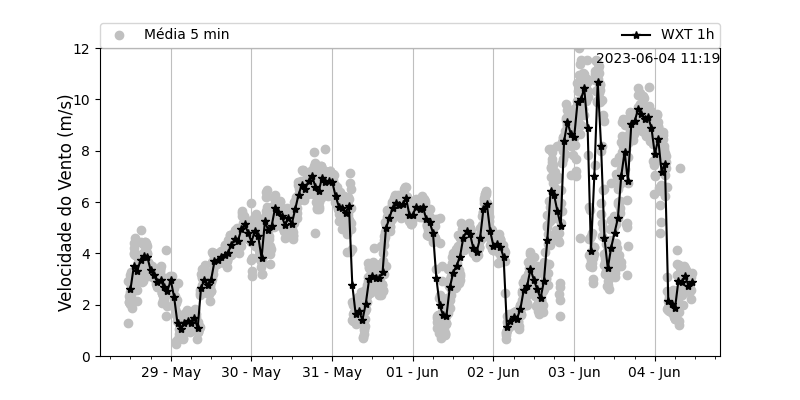 Média 5 min
WXT 1h
2023-06-04 11:19
Velocidade do Vento (m/s)
12
10
8
6
4
2
0
29 - May
30 - May
31 - May
01 - Jun
02 - Jun
03 - Jun
04 - Jun